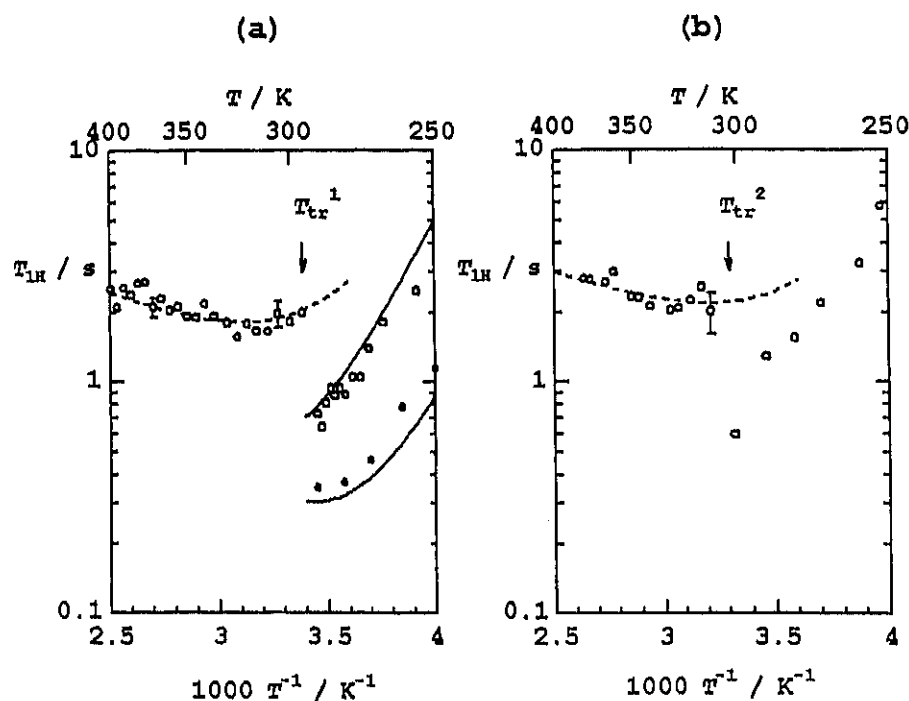 (a) (b)
T / K T / K
400 350 300 250 400 350 300 250
10 10
T_tr^1 T_tr^2
T_1H / s T_1H / s
1 1
0.1 0.1
2.5 3 3.5 4 2.5 3 3.5 4
1000 T^-1 / K^-1 1000 T^-1 / K^-1